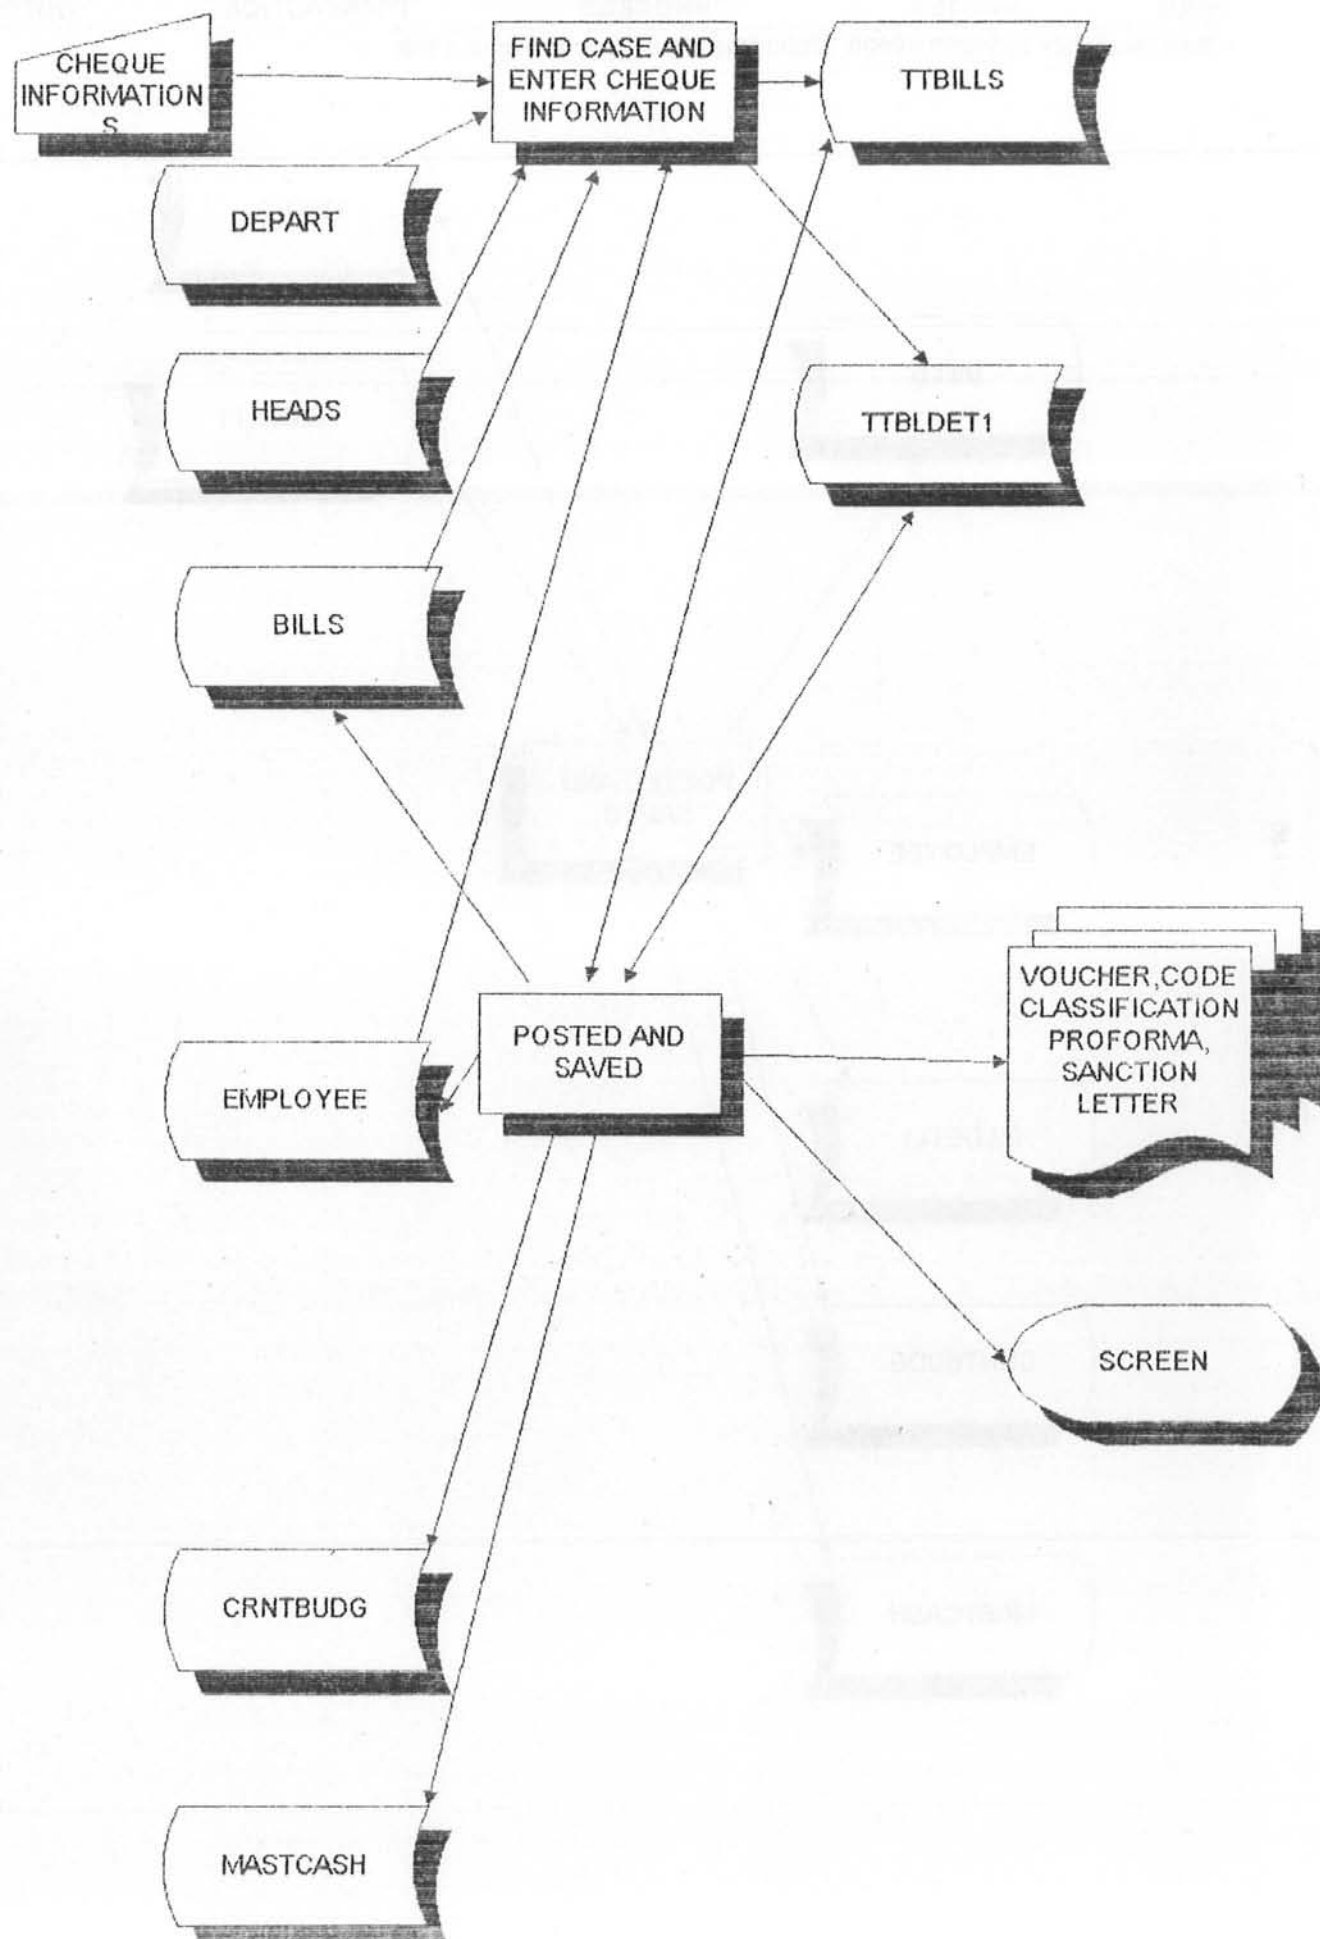 CHEQUE
INFORMATION
S
FIND CASE AND
ENTER CHEQUE
INFORMATION
TTBILLS
DEPART
HEADS
TTBLDET1
BILLS
POSTED AND
SAVED
VOUCHER,CODE
CLASSIFICATION
PROFORMA,
SANCTION
LETTER
EMPLOYEE
SCREEN
CRNTBUDG
MASTCASH